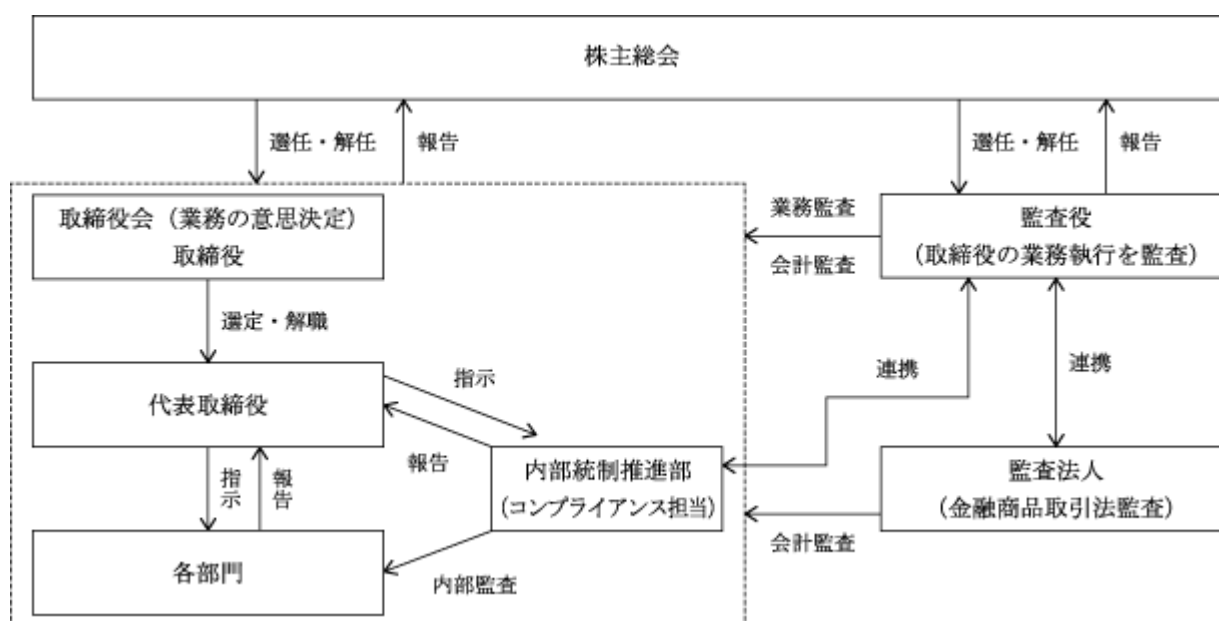 株主総会
選任・解任
報告
選任・解任
報告
取締役会（業務の意思決定）
取締役
業務監査
会計監査
監査役
（取締役の業務執行を監査）
選定・解職
代表取締役
指示
報告
連携
連携
指示
報告
内部統制推進部
(コンプライアンス担当)
監査法人
（金融商品取引法監査）
会計監査
各部門
内部監査